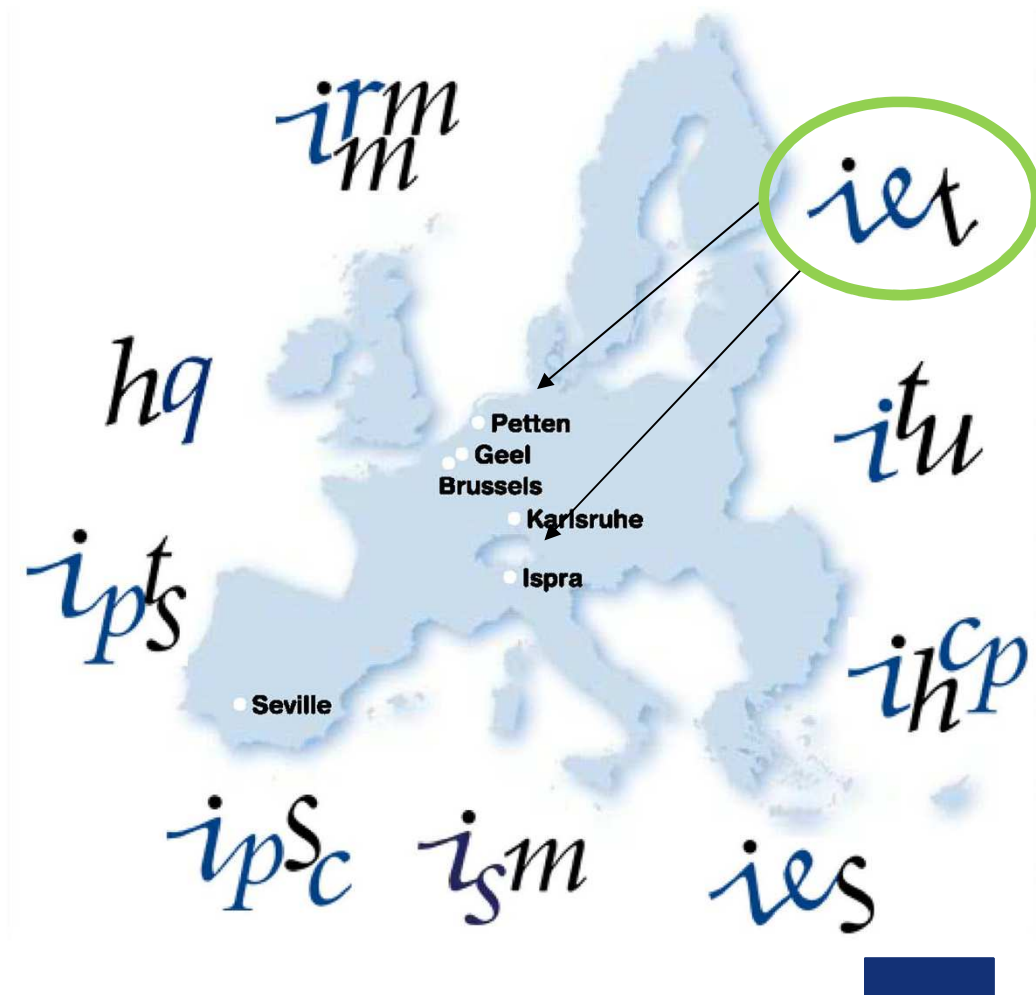 irmm
iet
hq
Petten
itu
Geel
Brussels
Karlsruhe
ipts
Ispra
ihcp
Seville
ipsc
ism
ies